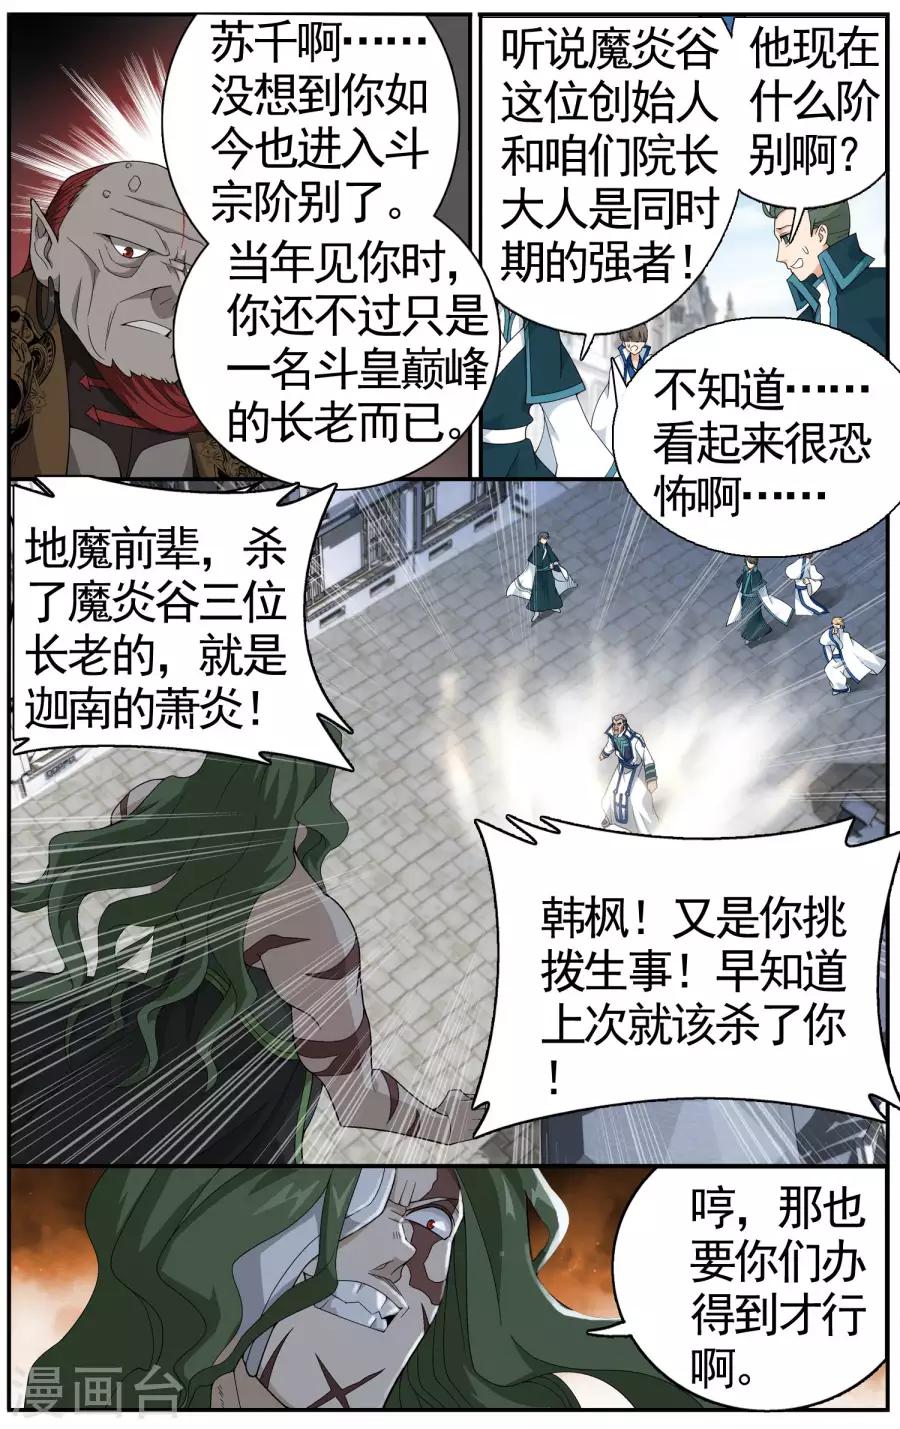 苏千啊……
没想到你如
今也进入斗
宗阶别了。
当年见你时，
你还不过只是
一名斗皇巅峰
的长老而已。
听说魔炎谷
这位创始人
和咱们院长
大人是同时
期的强者！
他现在
什么阶
别啊？
不知道……
看起来很恐
怖啊……
地魔前辈，杀
了魔炎谷三位
长老的，就是
迦南的萧炎！
韩枫！又是你挑
拨生事！早知道
上次就该杀了你
！
哼，那也
要你们办
得到才行
啊。
漫画台